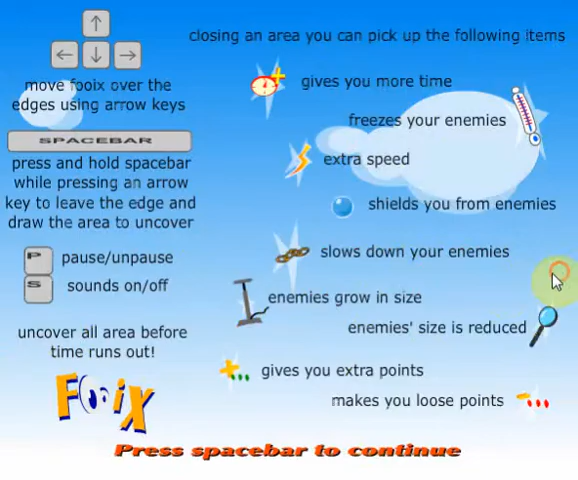 closing an area you can pick up the following items
move fooix over the
edges using arrow keys
SPACEBAR
press and hold spacebar
while pressing an arrow
key to leave the edge and
draw the area to uncover
P pause/unpause
S sounds on/off
uncover all area before
time runs out!
Fooix
gives you more time
freezes your enemies
extra speed
shields you from enemies
slows down your enemies
enemies grow in size
enemies' size is reduced
gives you extra points
makes you loose points
Press spacebar to continue